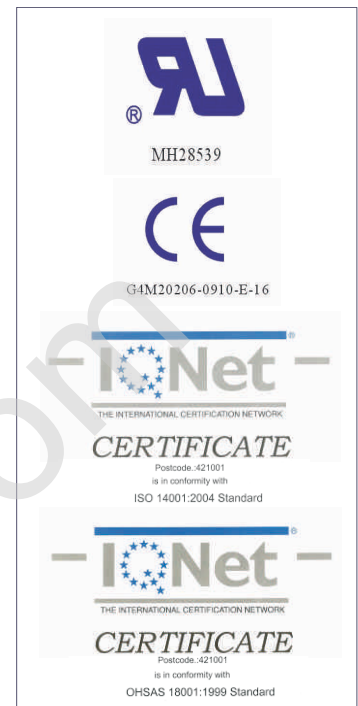 ®
MH28539
CE
G4M20206-0910-E-16
®
IQNet
THE INTERNATIONAL CERTIFICATION NETWORK
CERTIFICATE
Postcode.:421001
is in conformity with
ISO 14001:2004 Standard
®
IQNet
THE INTERNATIONAL CERTIFICATION NETWORK
CERTIFICATE
Postcode.:421001
is in conformity with
OHSAS 18001:1999 Standard